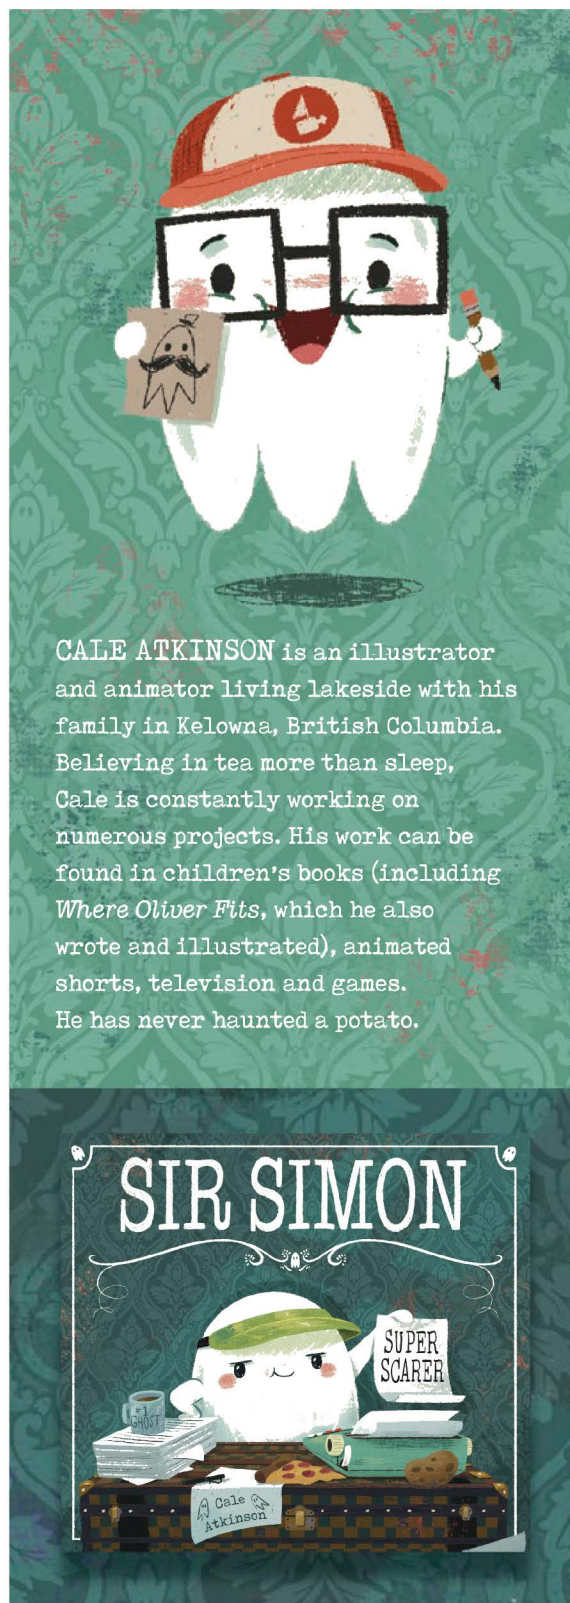 CALE ATKINSON is an illustrator
and animator living lakeside with his
family in Kelowna, British Columbia.
Believing in tea more than sleep,
Cale is constantly working on
numerous projects. His work can be
found in children's books (including
Where Oliver Fits, which he also
wrote and illustrated), animated
shorts, television and games.
He has never haunted a potato.
SIR SIMON
SUPER
SCARER
#1
GHOST
Cale
Atkinson